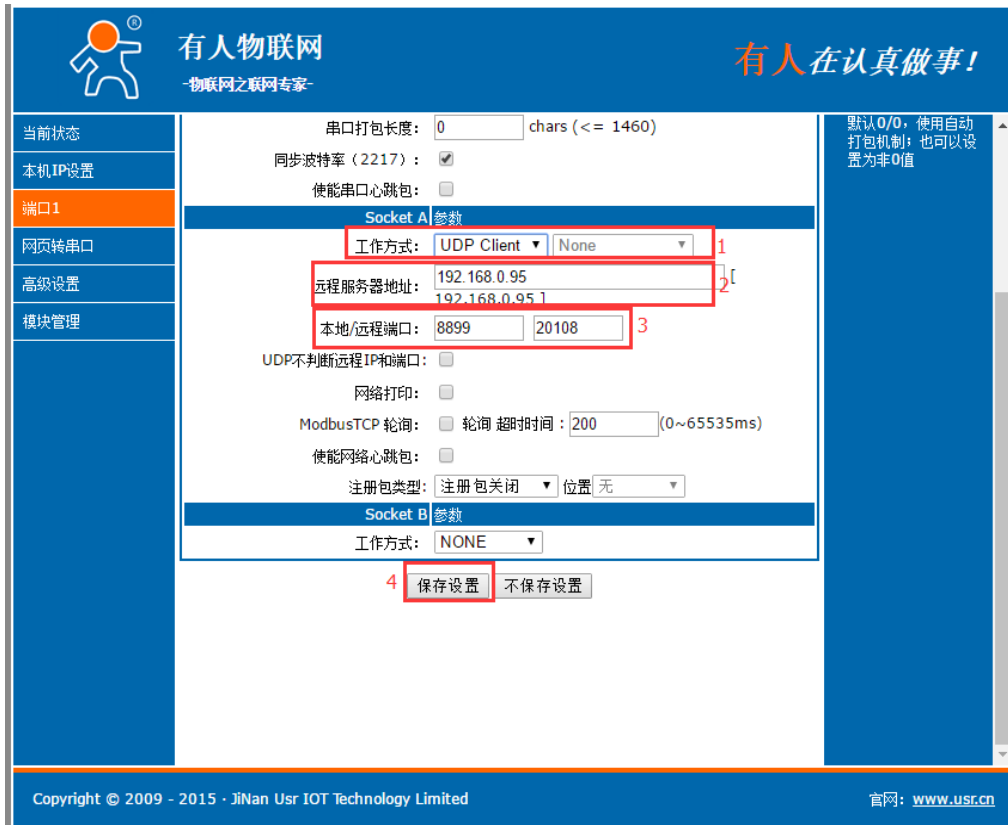 ®
有人物联网
-物联网之联网专家-
有人在认真做事！
当前状态
本机IP设置
端口1
网页转串口
高级设置
模块管理
串口打包长度： 0 chars (<= 1460)
同步波特率（2217）：
使能串口心跳包：
Socket A 参数
工作方式： UDP Client ▼ None ▼ 1
远程服务器地址： 192.168.0.95 [
192.168.0.95 ] 2
本地/远程端口： 8899 20108 3
UDP不判断远程IP和端口：
网络打印：
ModbusTCP 轮询： 轮询 超时时间：200 (0~65535ms)
使能网络心跳包：
注册包类型： 注册包关闭 ▼ 位置 无 ▼
Socket B 参数
工作方式： NONE ▼
4 保存设置 不保存设置
默认0/0，使用自动
打包机制；也可以设
置为非0值
Copyright © 2009 - 2015 · JiNan Usr IOT Technology Limited
官网：www.usr.cn